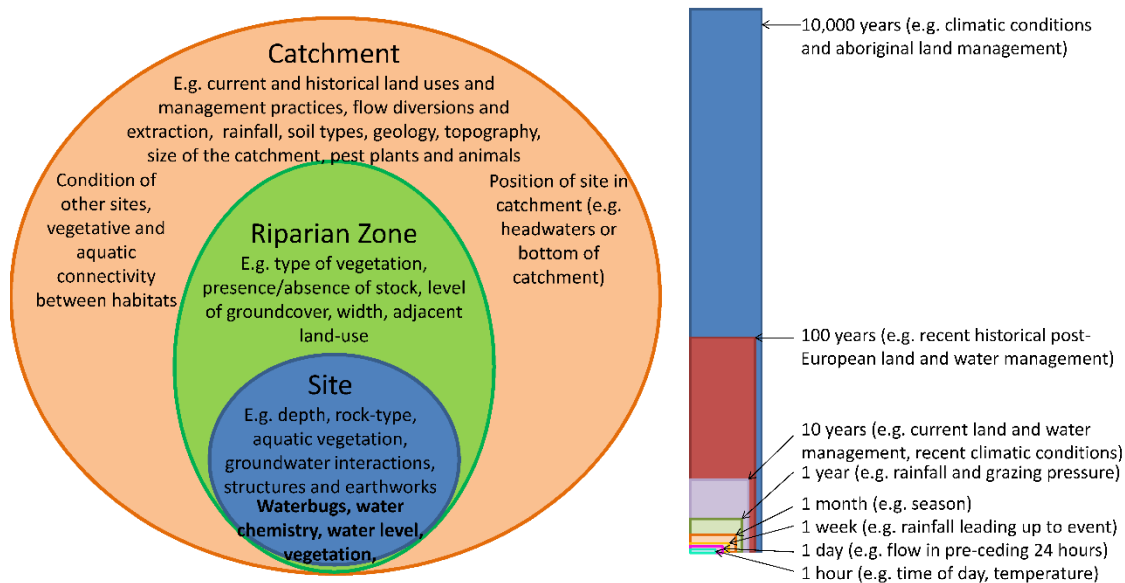 Catchment
E.g. current and historical land uses and
management practices, flow diversions and
extraction, rainfall, soil types, geology, topography,
size of the catchment, pest plants and animals
Condition of
other sites,
vegetative and
aquatic
connectivity
between habitats
Position of site in
catchment (e.g.
headwaters or
bottom of
catchment)
Riparian Zone
E.g. type of vegetation,
presence/absence of stock, level
of groundcover, width, adjacent
land-use
Site
E.g. depth, rock-type,
aquatic vegetation,
groundwater interactions,
structures and earthworks
Waterbugs, water
chemistry, water level,
vegetation,
10,000 years (e.g. climatic conditions
and aboriginal land management)
100 years (e.g. recent historical post-
European land and water management)
10 years (e.g. current land and water
management, recent climatic conditions)
1 year (e.g. rainfall and grazing pressure)
1 month (e.g. season)
1 week (e.g. rainfall leading up to event)
1 day (e.g. flow in pre-ceding 24 hours)
1 hour (e.g. time of day, temperature)